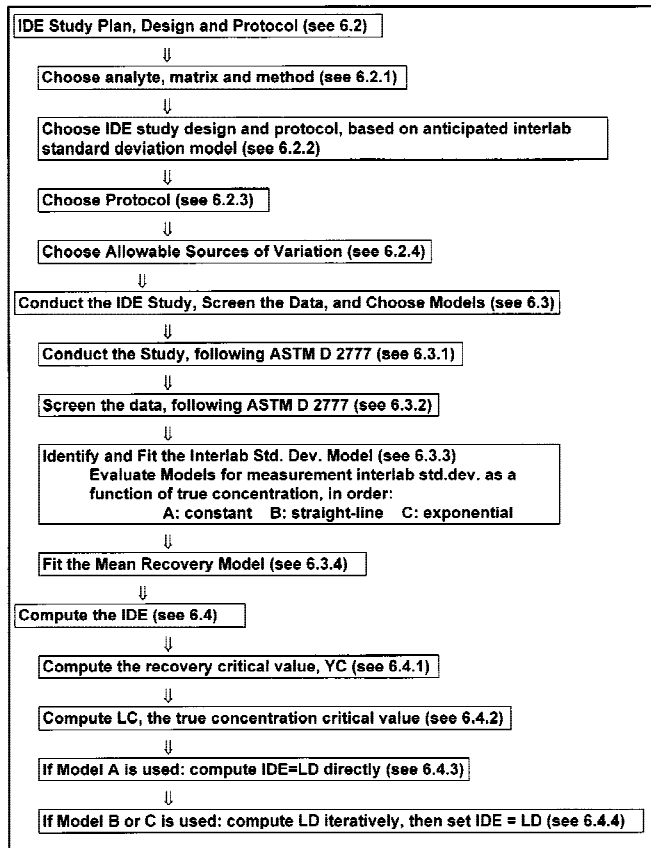 IDE Study Plan, Design and Protocol (see 6.2)
⇓
Choose analyte, matrix and method (see 6.2.1)
⇓
Choose IDE study design and protocol, based on anticipated interlab
standard deviation model (see 6.2.2)
⇓
Choose Protocol (see 6.2.3)
⇓
Choose Allowable Sources of Variation (see 6.2.4)
⇓
Conduct the IDE Study, Screen the Data, and Choose Models (see 6.3)
⇓
Conduct the Study, following ASTM D 2777 (see 6.3.1)
⇓
Screen the data, following ASTM D 2777 (see 6.3.2)
⇓
Identify and Fit the Interlab Std. Dev. Model (see 6.3.3)
Evaluate Models for measurement interlab std.dev. as a
function of true concentration, in order:
A: constant B: straight-line C: exponential
⇓
Fit the Mean Recovery Model (see 6.3.4)
⇓
Compute the IDE (see 6.4)
⇓
Compute the recovery critical value, YC (see 6.4.1)
⇓
Compute LC, the true concentration critical value (see 6.4.2)
⇓
If Model A is used: compute IDE=LD directly (see 6.4.3)
⇓
If Model B or C is used: compute LD iteratively, then set IDE = LD (see 6.4.4)